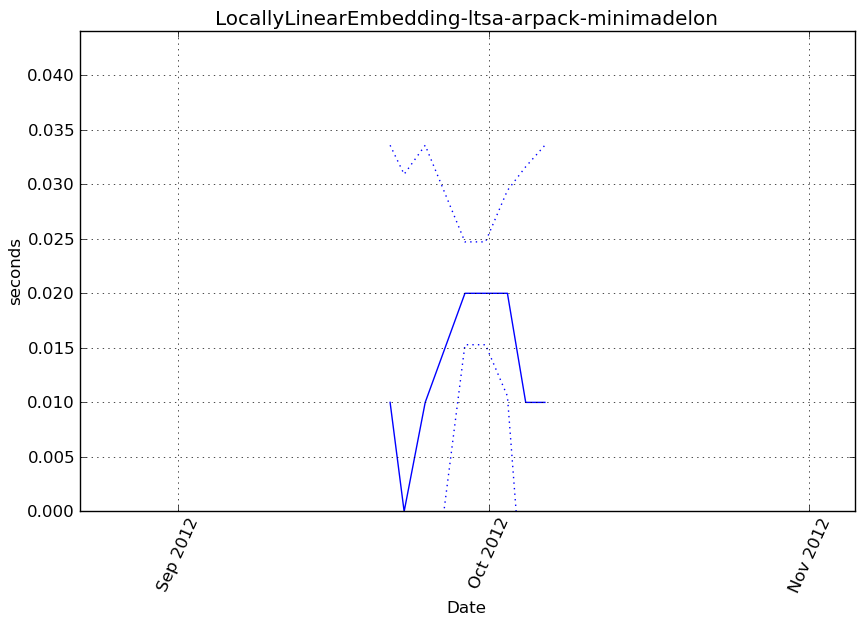 LocallyLinearEmbedding-ltsa-arpack-minimadelon
0.040
0.035
0.030
0.025
0.020
0.015
0.010
0.005
0.000
seconds
Sep 2012
Oct 2012
Nov 2012
Date